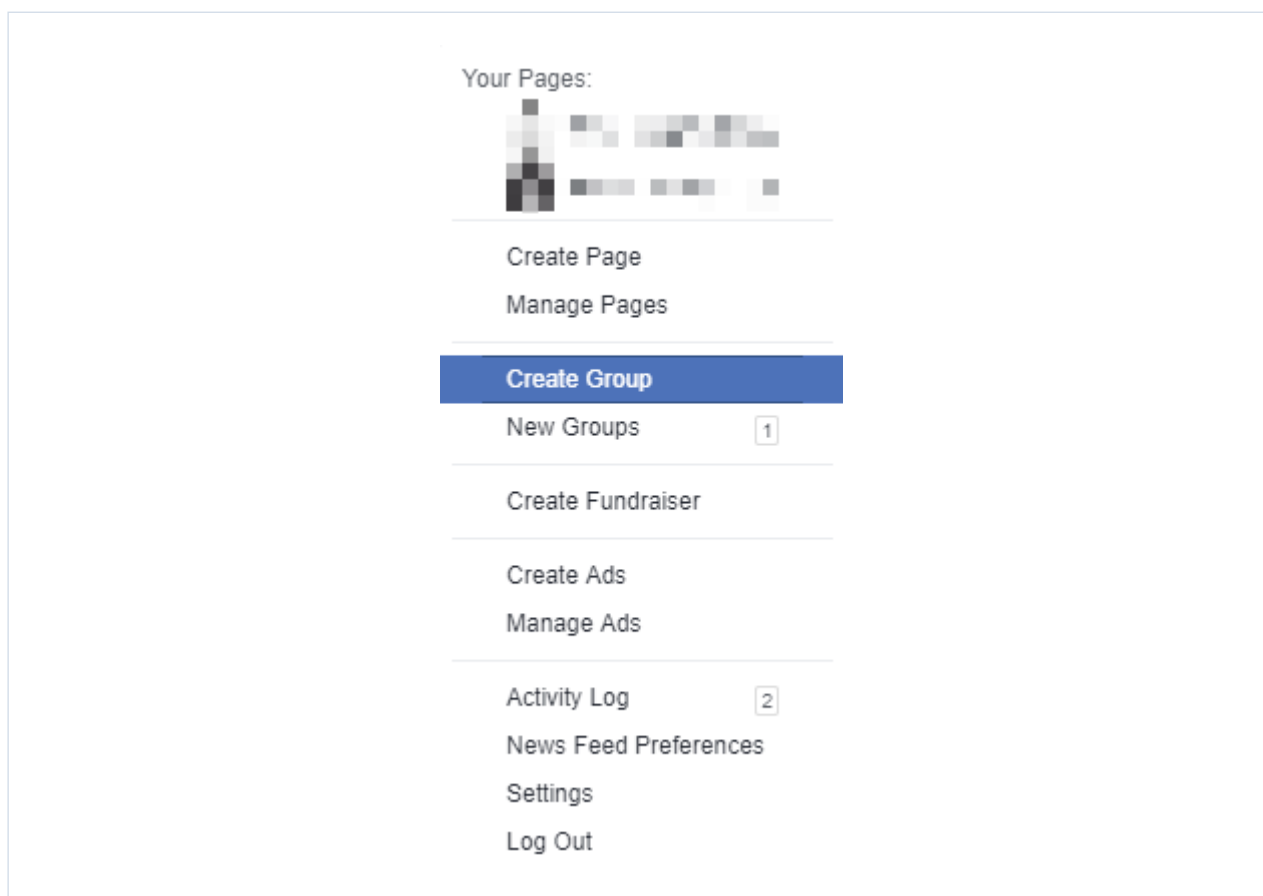 Your Pages:
Create Page
Manage Pages
Create Group
New Groups 1
Create Fundraiser
Create Ads
Manage Ads
Activity Log 2
News Feed Preferences
Settings
Log Out